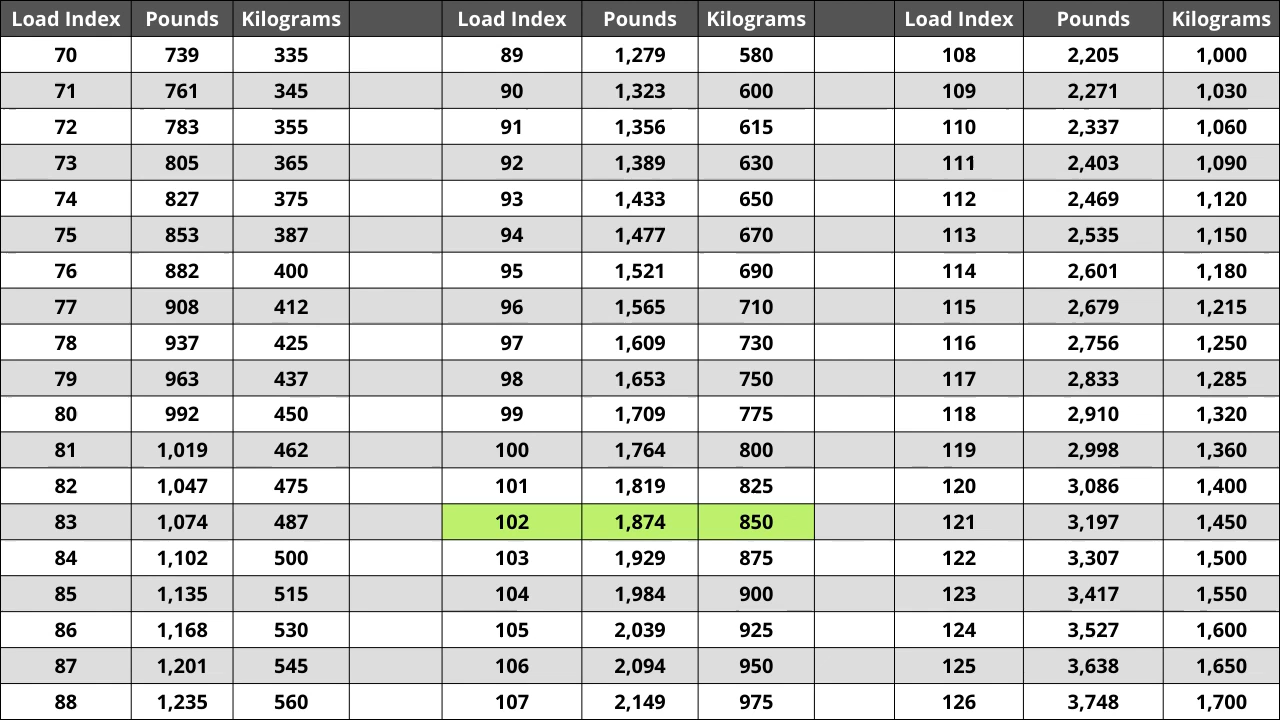 Load Index Pounds Kilograms Load Index Pounds Kilograms Load Index Pounds Kilograms
70 739 335 89 1,279 580 108 2,205 1,000
71 761 345 90 1,323 600 109 2,271 1,030
72 783 355 91 1,356 615 110 2,337 1,060
73 805 365 92 1,389 630 111 2,403 1,090
74 827 375 93 1,433 650 112 2,469 1,120
75 853 387 94 1,477 670 113 2,535 1,150
76 882 400 95 1,521 690 114 2,601 1,180
77 908 412 96 1,565 710 115 2,679 1,215
78 937 425 97 1,609 730 116 2,756 1,250
79 963 437 98 1,653 750 117 2,833 1,285
80 992 450 99 1,709 775 118 2,910 1,320
81 1,019 462 100 1,764 800 119 2,998 1,360
82 1,047 475 101 1,819 825 120 3,086 1,400
83 1,074 487 102 1,874 850 121 3,197 1,450
84 1,102 500 103 1,929 875 122 3,307 1,500
85 1,135 515 104 1,984 900 123 3,417 1,550
86 1,168 530 105 2,039 925 124 3,527 1,600
87 1,201 545 106 2,094 950 125 3,638 1,650
88 1,235 560 107 2,149 975 126 3,748 1,700